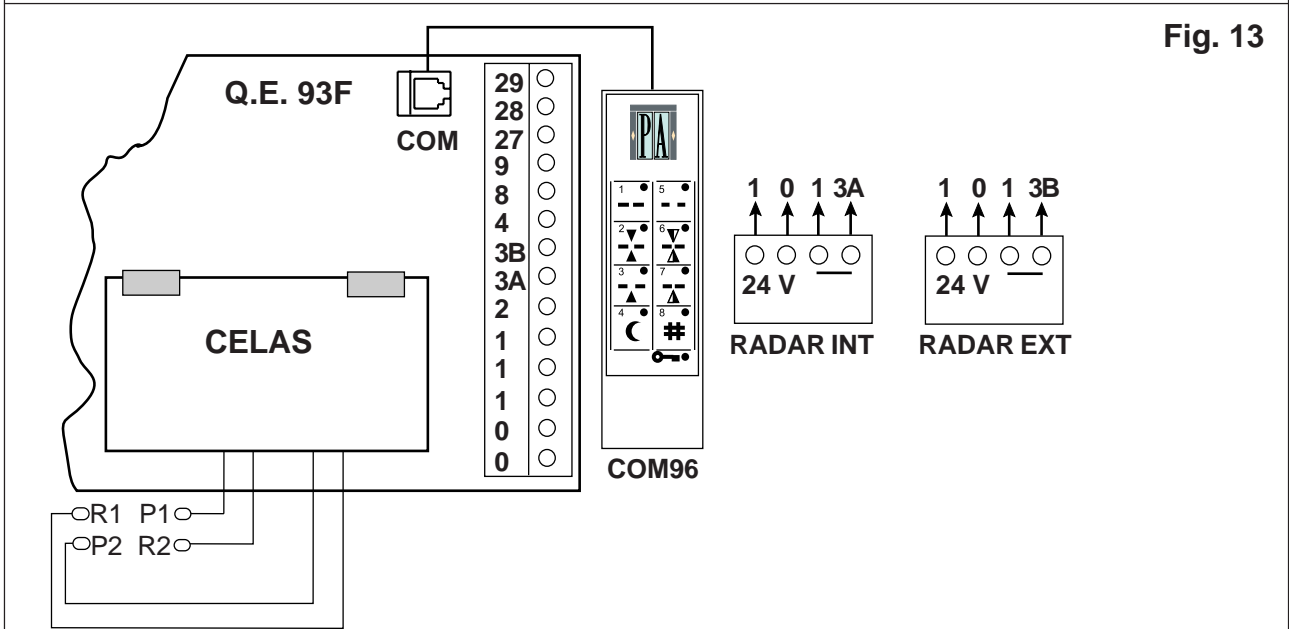 Fig. 13
Q.E. 93F
COM
29
28
27
9
8
4
3B
3A
2
1
1
1
0
0
CELAS
R1 P1
P2 R2
PA
1 5
2 6
3 7
4 8
COM96
1 0 1 3A
24 V
RADAR INT
1 0 1 3B
24 V
RADAR EXT